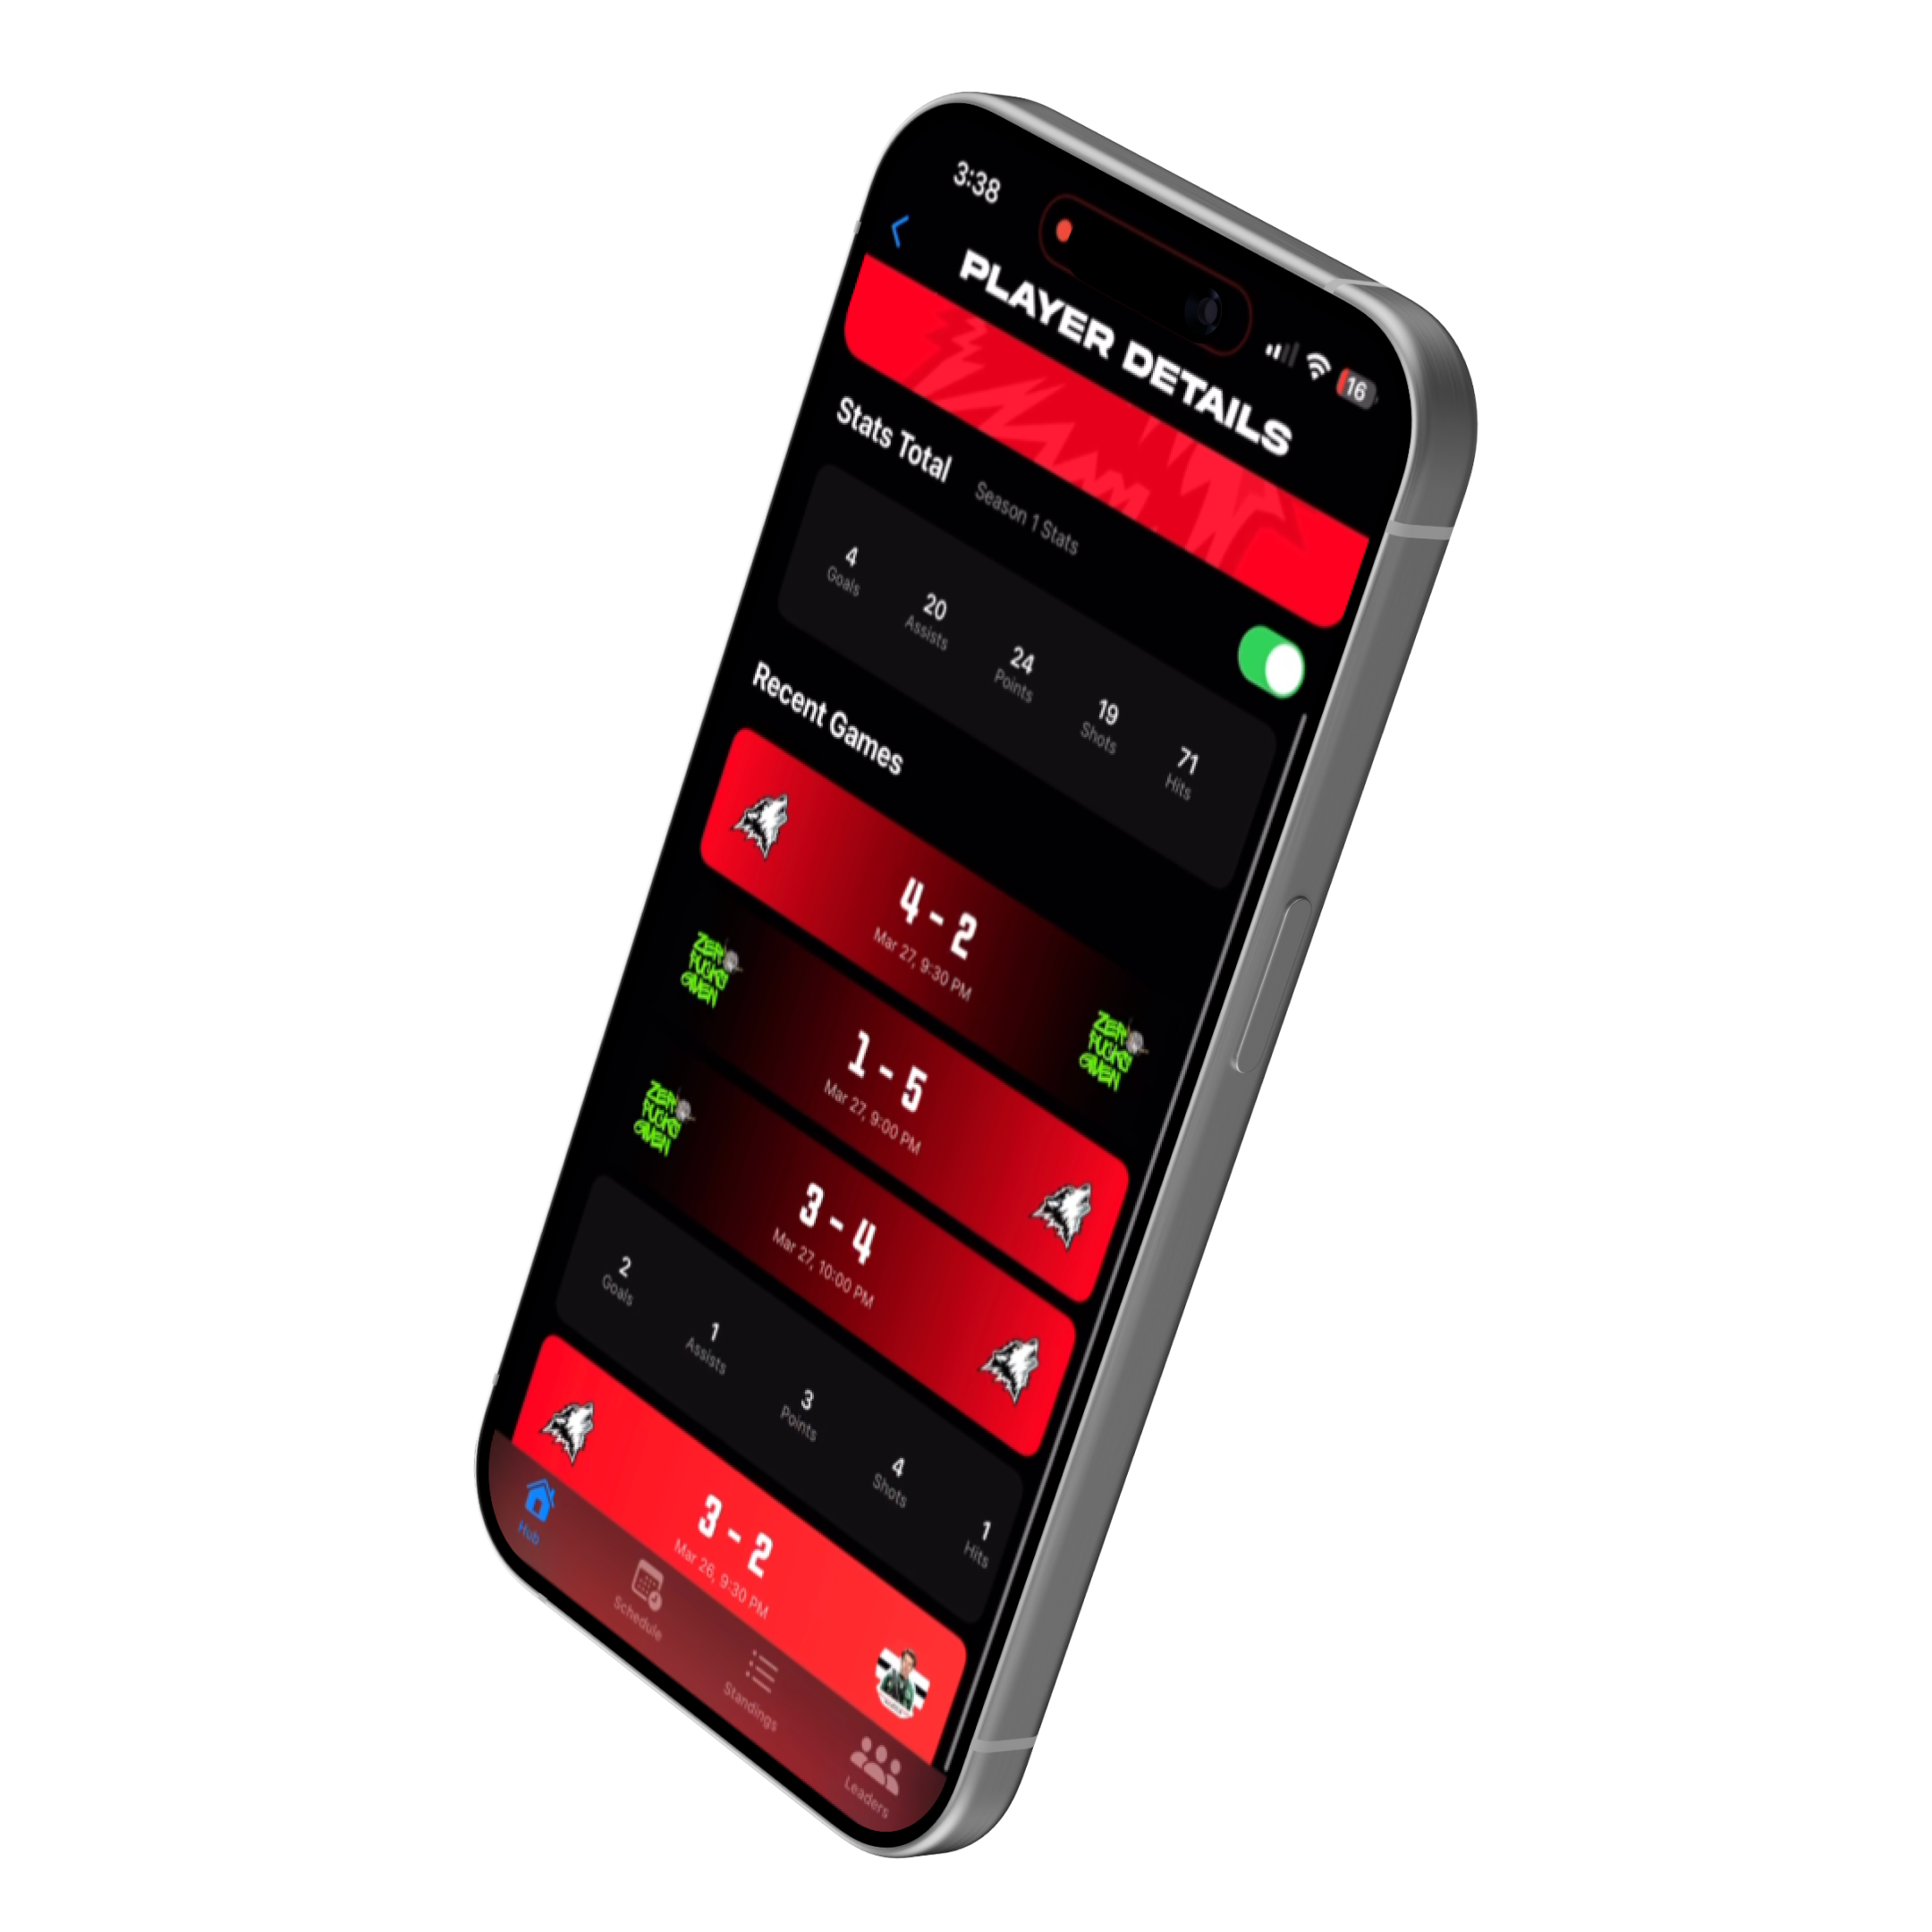 3:38
16
PLAYER DETAILS
Stats Total
Season 1 Stats
4
Goals
20
Assists
24
Points
19
Shots
71
Hits
Recent Games
4 - 2
Mar 27, 9:30 PM
ZERO
PUCKS
GIVEN
ZERO
PUCKS
GIVEN
1 - 5
Mar 27, 9:00 PM
ZERO
PUCKS
GIVEN
3 - 4
Mar 27, 10:00 PM
2
Goals
1
Assists
3
Points
4
Shots
1
Hits
3 - 2
Mar 26, 9:30 PM
Hub
Schedule
Standings
Leaders